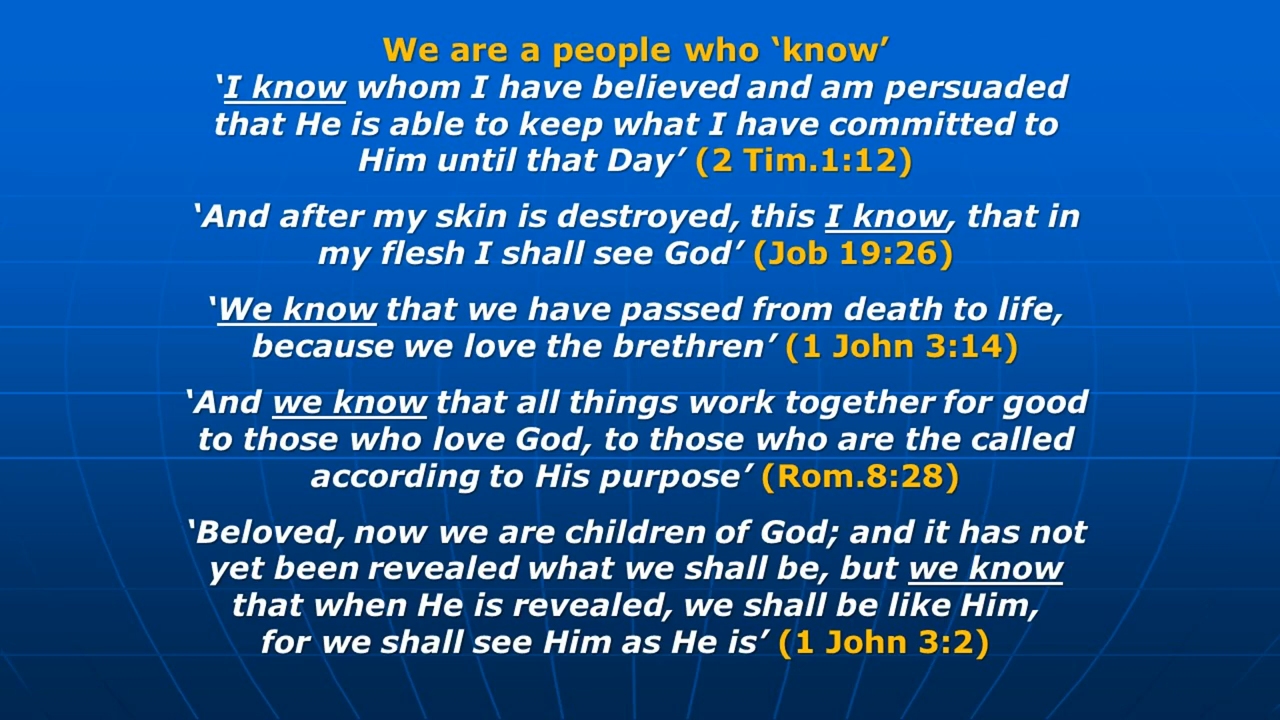 We are a people who ‘know’
‘I know whom I have believed and am persuaded
that He is able to keep what I have committed to
Him until that Day’ (2 Tim.1:12)
‘And after my skin is destroyed, this I know, that in
my flesh I shall see God’ (Job 19:26)
‘We know that we have passed from death to life,
because we love the brethren’ (1 John 3:14)
‘And we know that all things work together for good
to those who love God, to those who are the called
according to His purpose’ (Rom.8:28)
‘Beloved, now we are children of God; and it has not
yet been revealed what we shall be, but we know
that when He is revealed, we shall be like Him,
for we shall see Him as He is’ (1 John 3:2)